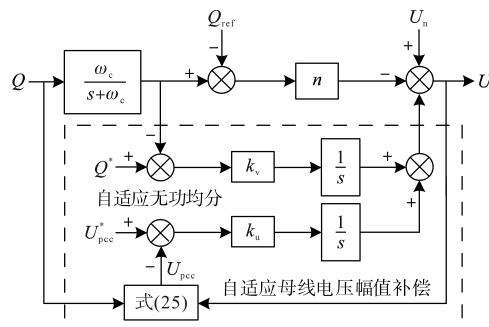 Q_ref
U_n
−
+
Q
ω_c
s+ω_c
+
n
−
U
−
Q* +
k_v
1
s
+
自适应无功均分
+
U*_pcc +
k_u
1
s
−
U_pcc
自适应母线电压幅值补偿
式(25)